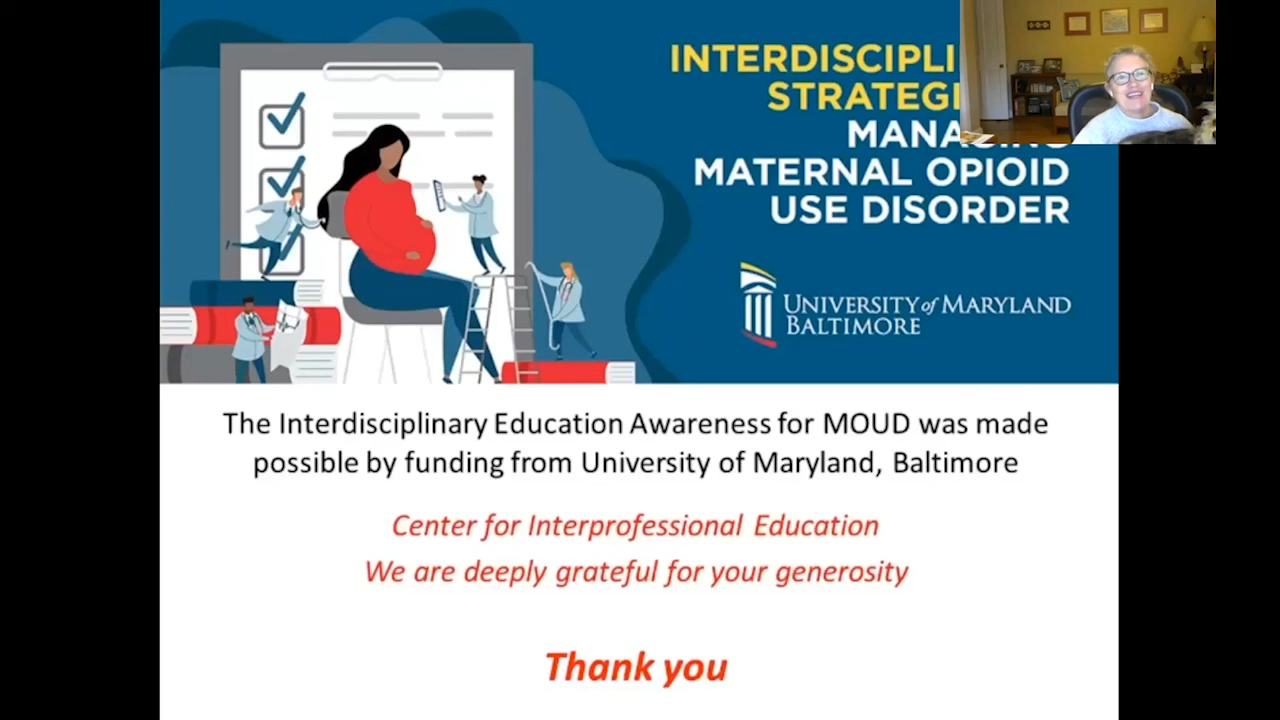 INTERDISCIPLI
STRATEG
MANAGING
MATERNAL OPIOID
USE DISORDER
UNIVERSITY of MARYLAND
BALTIMORE
The Interdisciplinary Education Awareness for MOUD was made
possible by funding from University of Maryland, Baltimore
Center for Interprofessional Education
We are deeply grateful for your generosity
Thank you